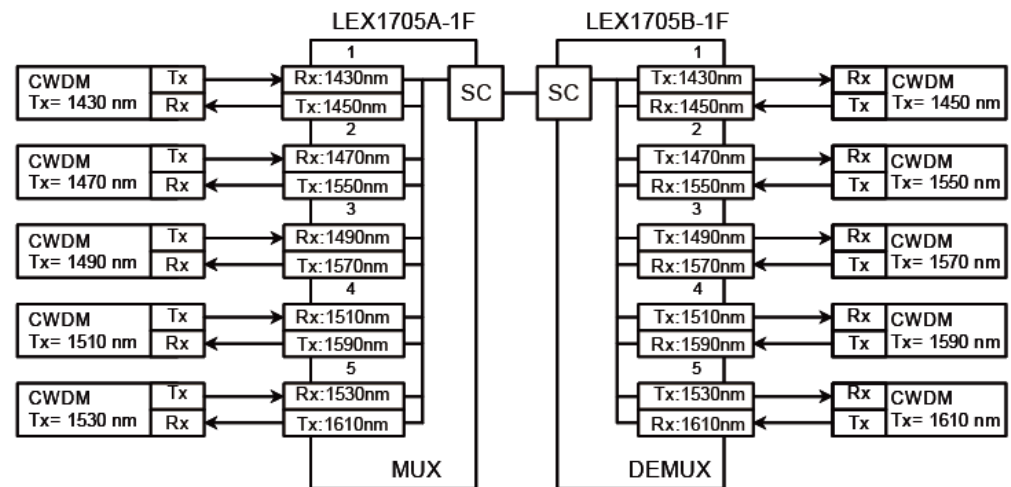 LEX1705A-1F LEX1705B-1F
1 1
CWDM Tx Rx:1430nm SC SC Tx:1430nm Rx CWDM
Tx= 1430 nm Rx Tx:1450nm Rx:1450nm Tx Tx= 1450 nm
2 2
CWDM Tx Rx:1470nm Tx:1470nm Rx CWDM
Tx= 1470 nm Rx Tx:1550nm Rx:1550nm Tx Tx= 1550 nm
3 3
CWDM Tx Rx:1490nm Tx:1490nm Rx CWDM
Tx= 1490 nm Rx Tx:1570nm Rx:1570nm Tx Tx= 1570 nm
4 4
CWDM Tx Rx:1510nm Tx:1510nm Rx CWDM
Tx= 1510 nm Rx Tx:1590nm Rx:1590nm Tx Tx= 1590 nm
5 5
CWDM Tx Rx:1530nm Tx:1530nm Rx CWDM
Tx= 1530 nm Rx Tx:1610nm Rx:1610nm Tx Tx= 1610 nm
MUX DEMUX